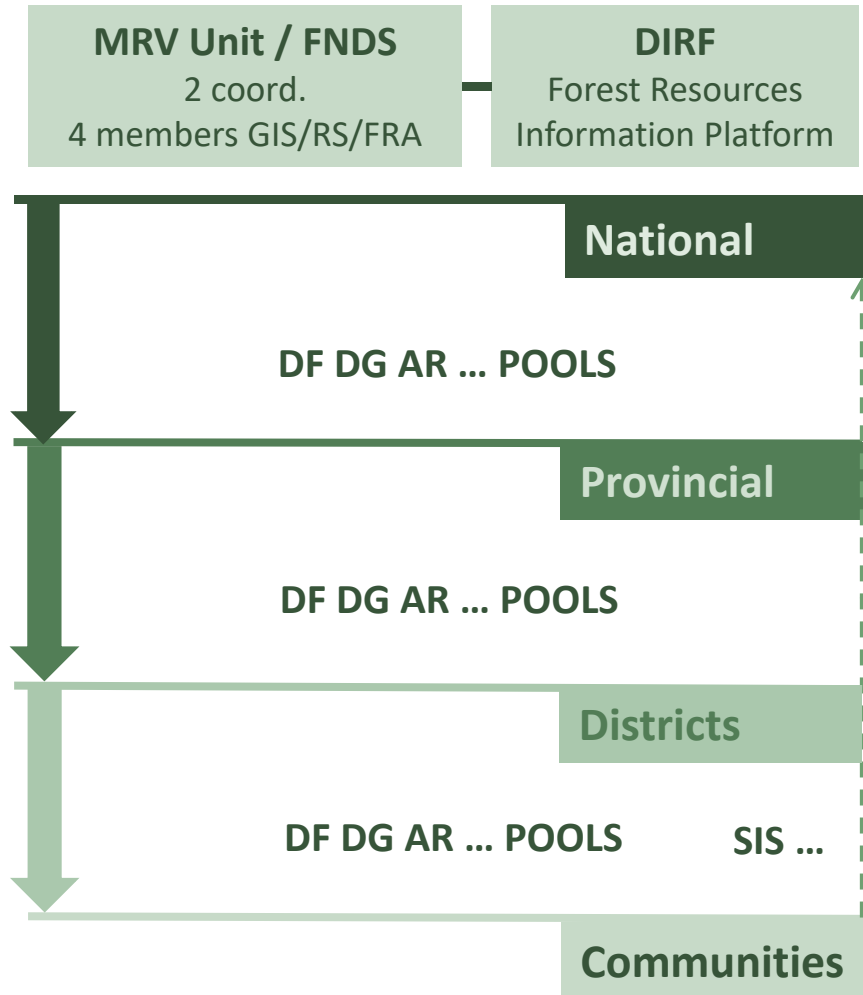 MRV Unit / FNDS
2 coord.
4 members GIS/RS/FRA
DIRF
Forest Resources
Information Platform
National
DF DG AR ... POOLS
Provincial
DF DG AR ... POOLS
Districts
DF DG AR ... POOLS
SIS ...
Communities